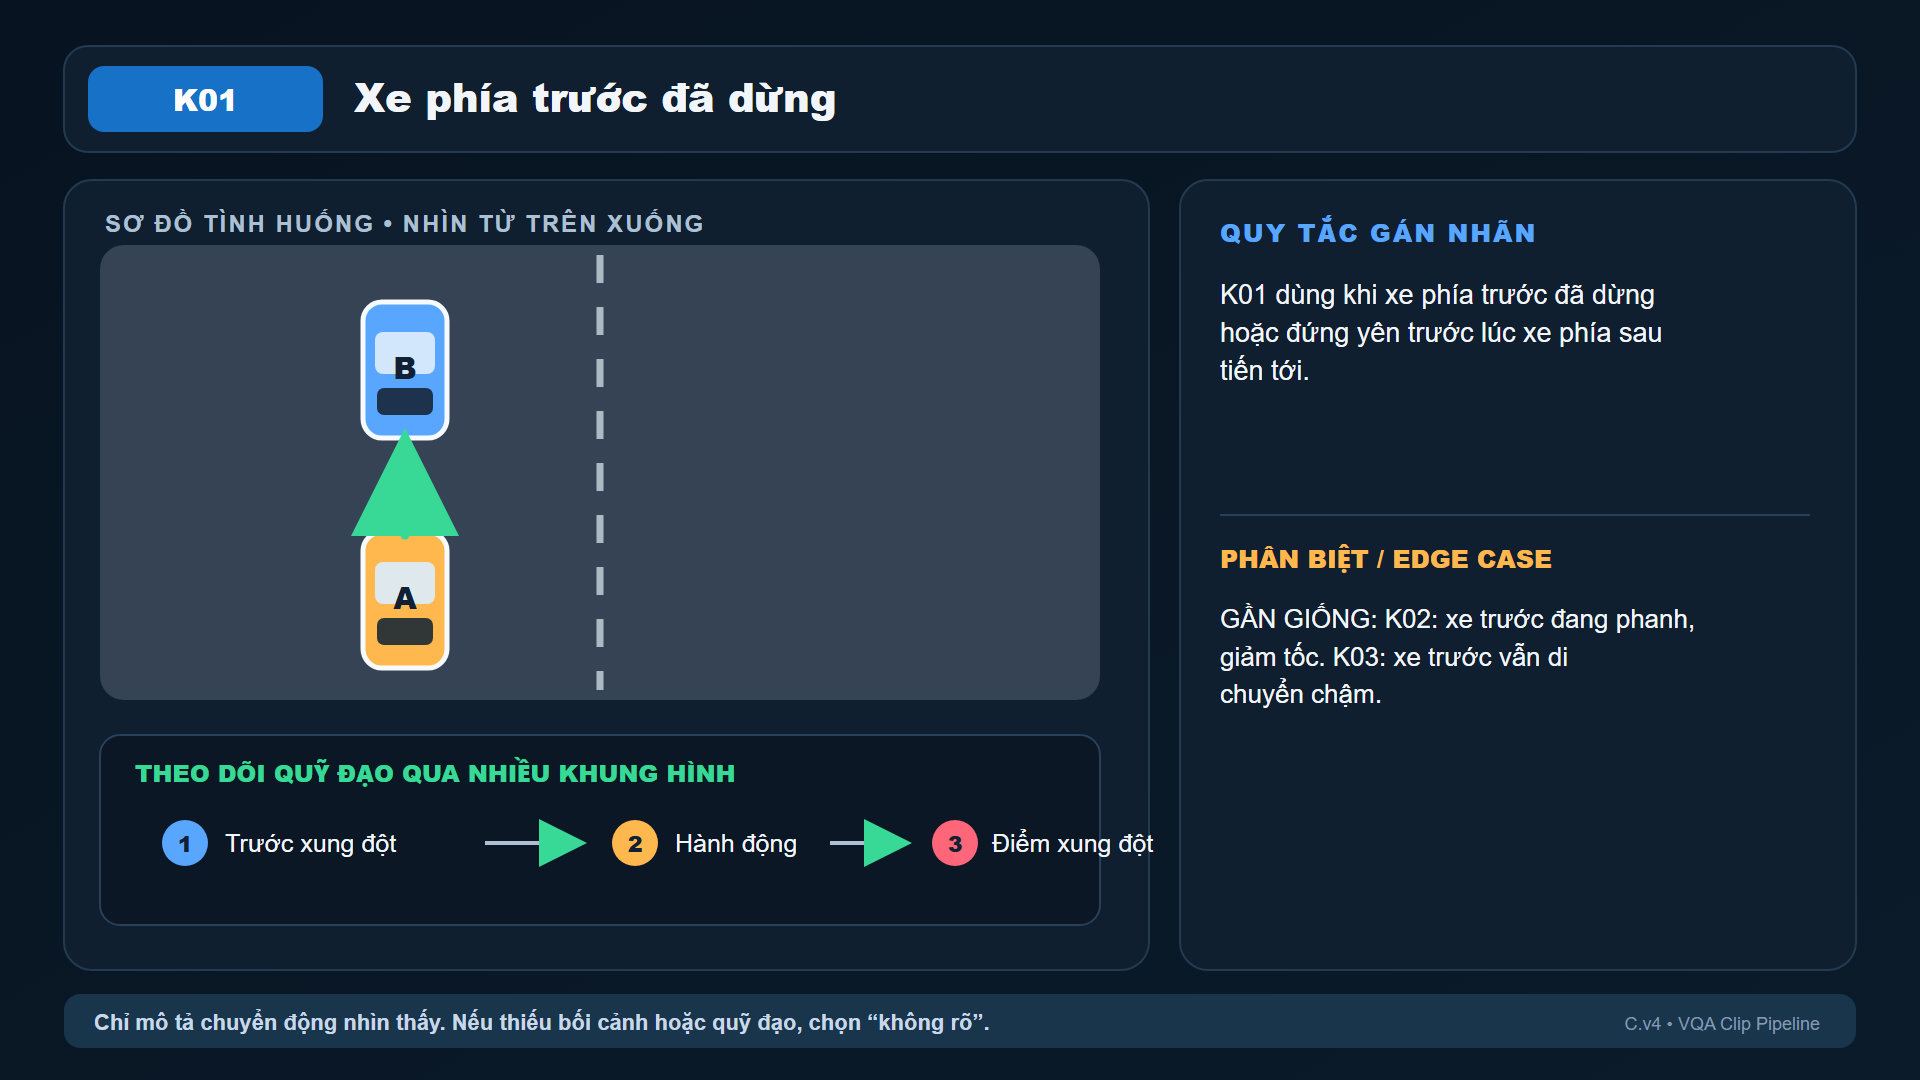 K01
Xe phía trước đã dừng
SƠ ĐỒ TÌNH HUỐNG • NHÌN TỪ TRÊN XUỐNG
B
A
THEO DÕI QUỸ ĐẠO QUA NHIỀU KHUNG HÌNH
1 Trước xung đột
2 Hành động
3 Điểm xung đột
QUY TẮC GÁN NHÃN
K01 dùng khi xe phía trước đã dừng
hoặc đứng yên trước lúc xe phía sau
tiến tới.
PHÂN BIỆT / EDGE CASE
GẦN GIỐNG: K02: xe trước đang phanh,
giảm tốc. K03: xe trước vẫn di
chuyển chậm.
Chỉ mô tả chuyển động nhìn thấy. Nếu thiếu bối cảnh hoặc quỹ đạo, chọn “không rõ”.
C.v4 • VQA Clip Pipeline